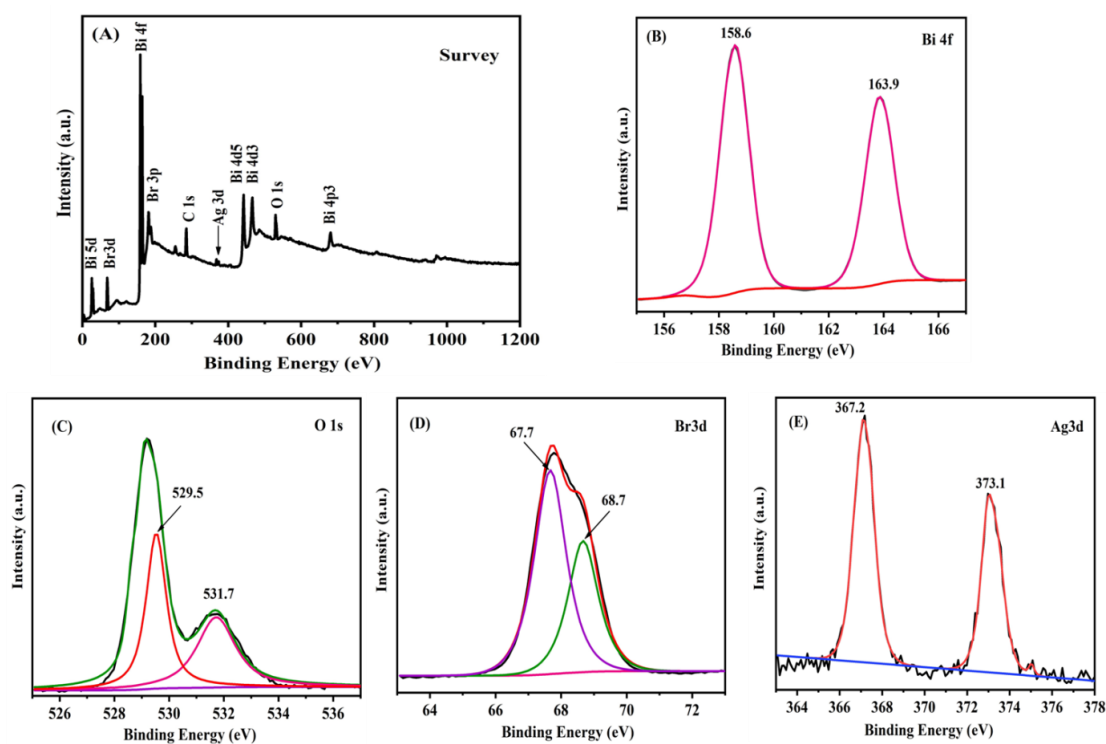 (A)
Survey
Bi 5d
Br3d
Bi 4f
Br 3p
C 1s
Ag 3d
Bi 4d5
Bi 4d3
O 1s
Bi 4p3
Intensity (a.u.)
0 200 400 600 800 1000 1200
Binding Energy (eV)
(B)
Bi 4f
158.6
163.9
Intensity (a.u.)
156 158 160 162 164 166
Binding Energy (eV)
(C)
O 1s
529.5
531.7
Intensity (a.u.)
526 528 530 532 534 536
Binding Energy (eV)
(D)
Br3d
67.7
68.7
Intensity (a.u.)
64 66 68 70 72
Binding Energy (eV)
367.2
(E)
Ag3d
373.1
Intensity (a.u.)
364 366 368 370 372 374 376 378
Binding Energy (eV)